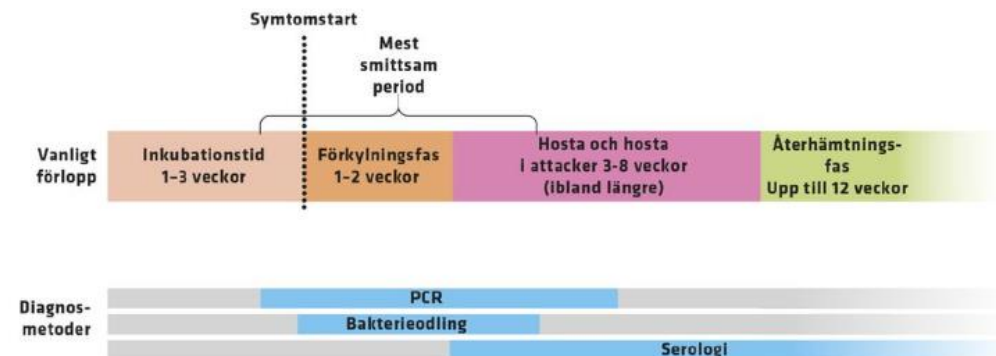 Symtomstart
Mest
smittsam
period
Vanligt
förlopp
Inkubationstid
1–3 veckor
Förkylningsfas
1–2 veckor
Hosta och hosta
i attacker 3-8 veckor
(ibland längre)
Återhämtnings-
fas
Upp till 12 veckor
Diagnos-
metoder
PCR
Bakterieodling
Serologi